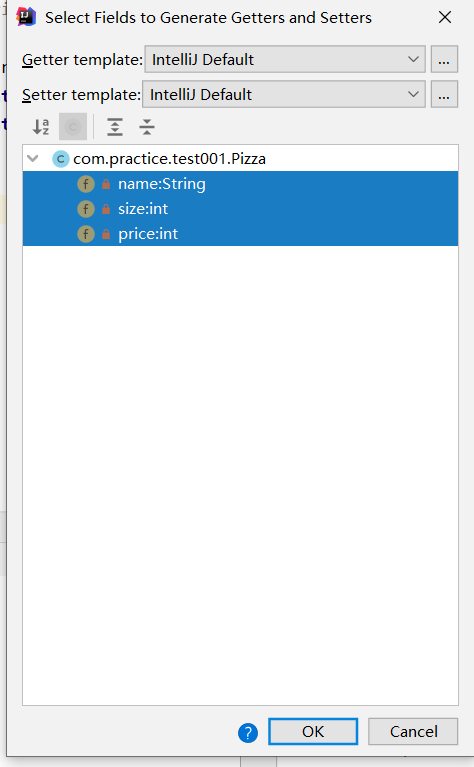 Select Fields to Generate Getters and Setters
Getter template: IntelliJ Default ...
Setter template: IntelliJ Default ...
com.practice.test001.Pizza
name:String
size:int
price:int
? OK Cancel